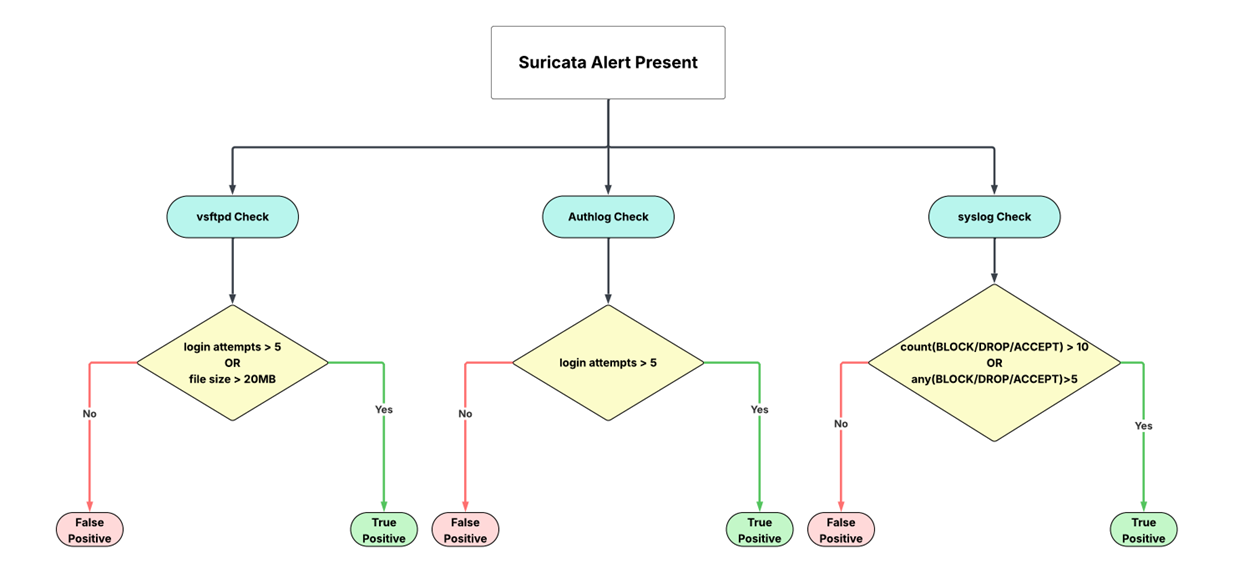 Suricata Alert Present
vsftpd Check
Authlog Check
syslog Check
login attempts > 5
OR
file size > 20MB
login attempts > 5
count(BLOCK/DROP/ACCEPT) > 10
OR
any(BLOCK/DROP/ACCEPT)>5
No
Yes
No
Yes
No
Yes
False
Positive
True
Positive
False
Positive
True
Positive
False
Positive
True
Positive